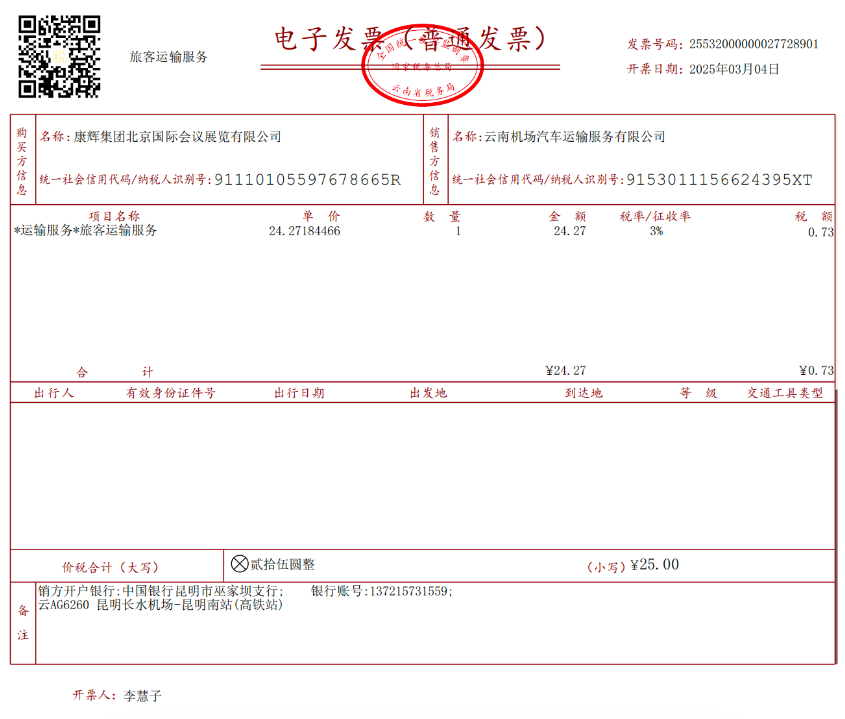 旅客运输服务
电子发票（普通发票）
全国统一发票监制章
国家税务总局
云南省税务局
发票号码：25532000000027728901
开票日期：2025年03月04日
购买方信息
名称：康辉集团北京国际会议展览有限公司
统一社会信用代码/纳税人识别号：91110105597678665R
销售方信息
名称：云南机场汽车运输服务有限公司
统一社会信用代码/纳税人识别号：9153011156624395XT
项目名称 单价 数量 金额 税率/征收率 税额
*运输服务*旅客运输服务 24.27184466 1 24.27 3% 0.73
合计 ¥24.27 ¥0.73
出行人 有效身份证件号 出行日期 出发地 到达地 等级 交通工具类型
价税合计（大写） ⊗贰拾伍圆整 （小写）¥25.00
备注
销方开户银行:中国银行昆明市巫家坝支行; 银行账号:137215731559;
云AG6260 昆明长水机场-昆明南站(高铁站)
开票人：李慧子